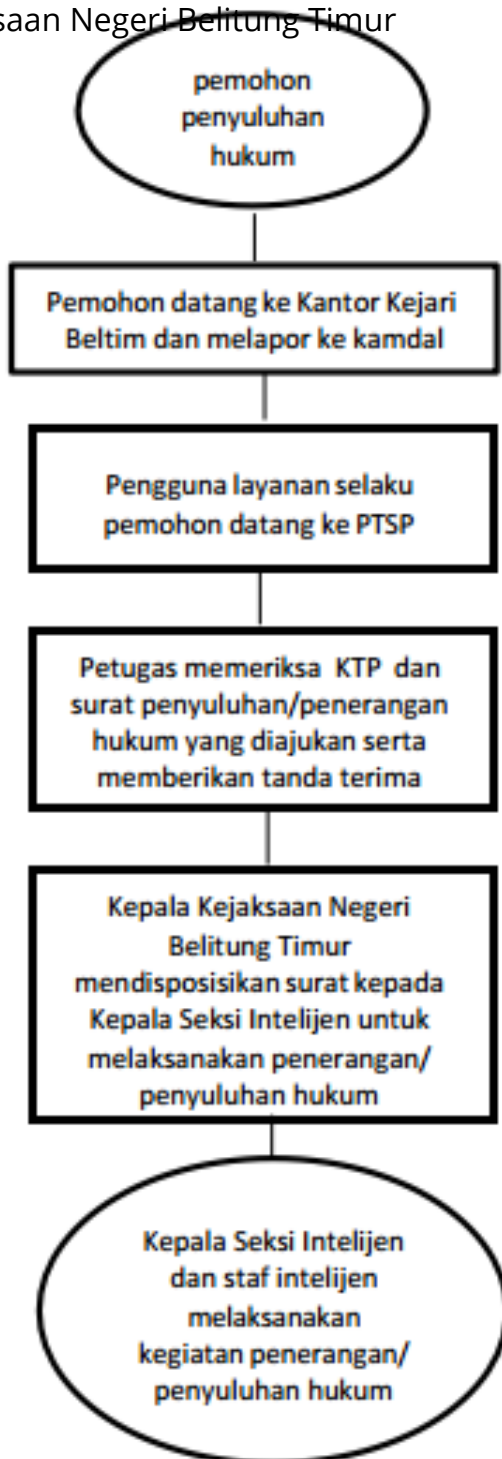 saan Negeri Belitung Timur
pemohon
penyuluhan
hukum
Pemohon datang ke Kantor Kejari
Beltim dan melapor ke kamdal
Pengguna layanan selaku
pemohon datang ke PTSP
Petugas memeriksa KTP dan
surat penyuluhan/penerangan
hukum yang diajukan serta
memberikan tanda terima
Kepala Kejaksaan Negeri
Belitung Timur
mendisposisikan surat kepada
Kepala Seksi Intelijen untuk
melaksanakan penerangan/
penyuluhan hukum
Kepala Seksi Intelijen
dan staf intelijen
melaksanakan
kegiatan penerangan/
penyuluhan hukum